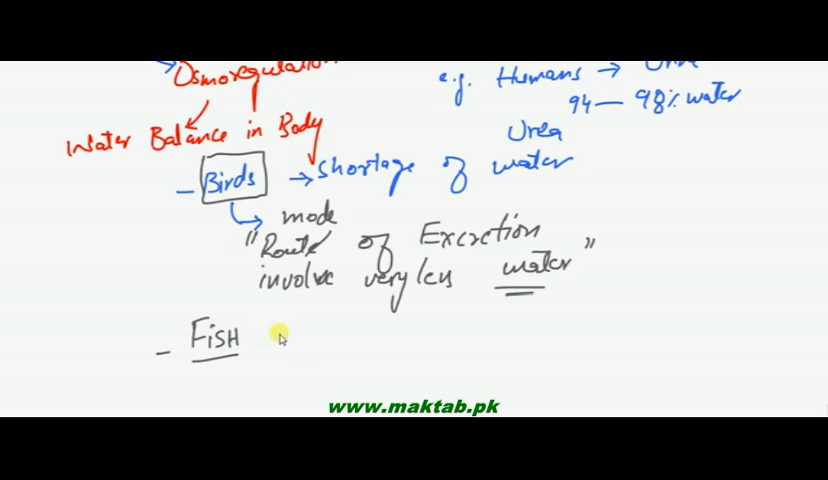 Osmoregulation
e.g. Humans → Urine
94 — 98% water
Water Balance in Body
Urea
- Birds → Shortage of water
mode
"Route of Excretion
involve very less water"
- FISH
www.maktab.pk